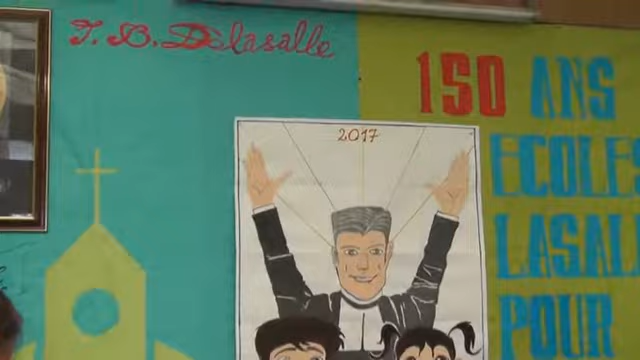 J. B. Delasalle
150 ANS
ECOLES
LASALL
POUR
2017